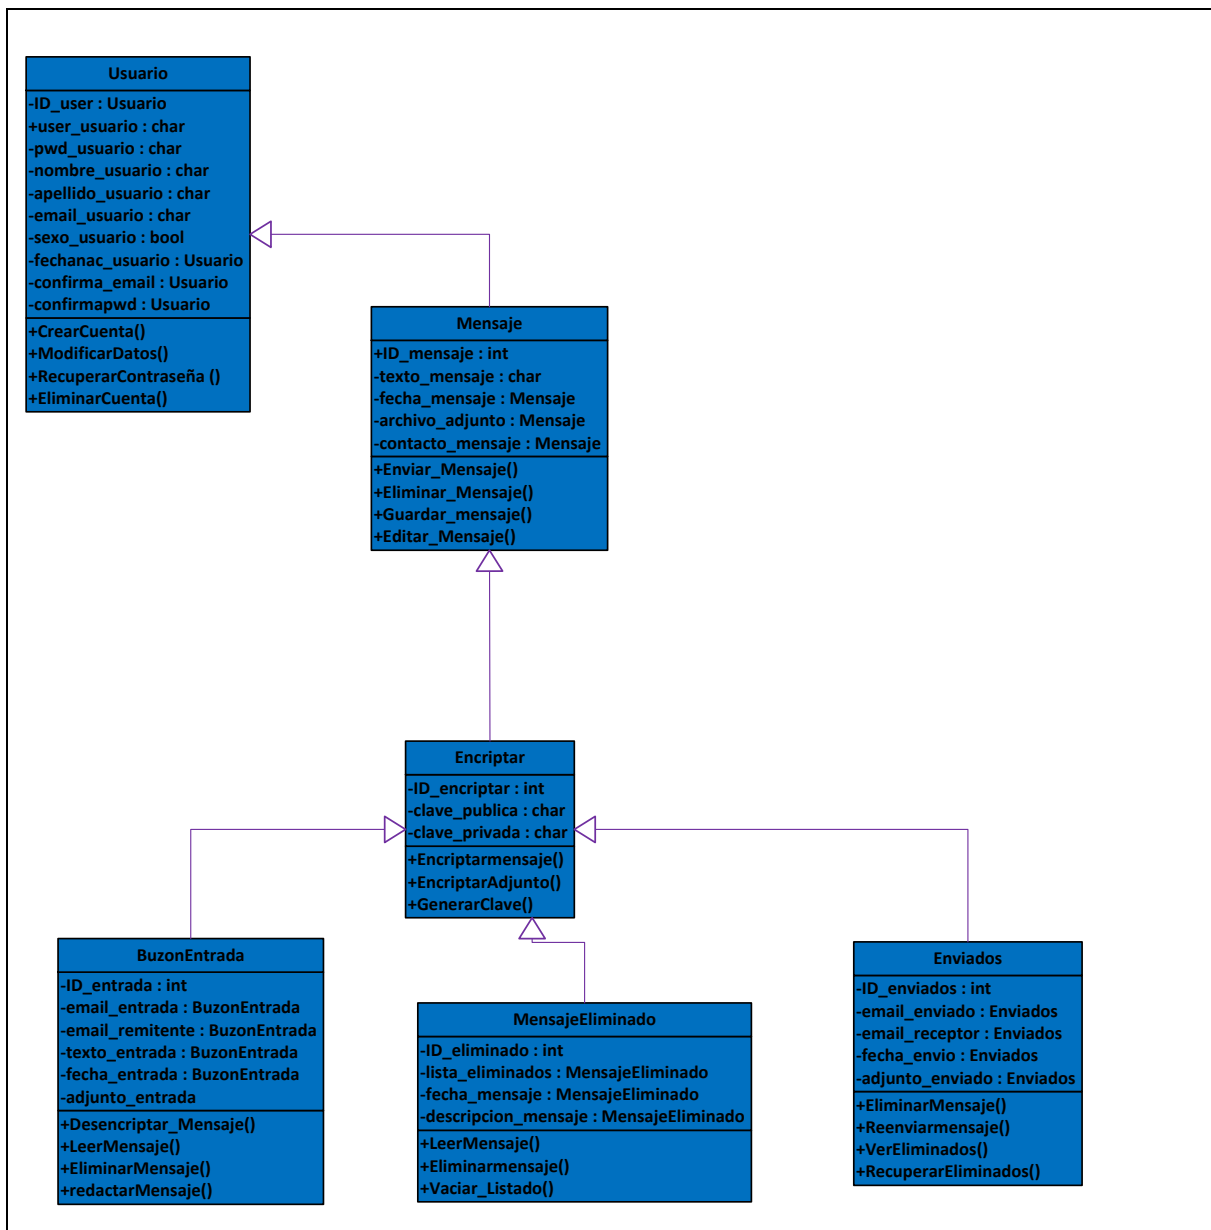 Usuario
-ID_user : Usuario
+user_usuario : char
-pwd_usuario : char
-nombre_usuario : char
-apellido_usuario : char
-email_usuario : char
-sexo_usuario : bool
-fechanac_usuario : Usuario
-confirma_email : Usuario
-confirmapwd : Usuario
+CrearCuenta()
+ModificarDatos()
+RecuperarContraseña ()
+EliminarCuenta()
Mensaje
+ID_mensaje : int
-texto_mensaje : char
-fecha_mensaje : Mensaje
-archivo_adjunto : Mensaje
-contacto_mensaje : Mensaje
+Enviar_Mensaje()
+Eliminar_Mensaje()
+Guardar_mensaje()
+Editar_Mensaje()
Encriptar
-ID_encriptar : int
-clave_publica : char
-clave_privada : char
+Encriptarmensaje()
+EncriptarAdjunto()
+GenerarClave()
BuzonEntrada
-ID_entrada : int
-email_entrada : BuzonEntrada
-email_remitente : BuzonEntrada
-texto_entrada : BuzonEntrada
-fecha_entrada : BuzonEntrada
-adjunto_entrada
+Desencriptar_Mensaje()
+LeerMensaje()
+EliminarMensaje()
+redactarMensaje()
MensajeEliminado
-ID_eliminado : int
-lista_eliminados : MensajeEliminado
-fecha_mensaje : MensajeEliminado
-descripcion_mensaje : MensajeEliminado
+LeerMensaje()
+Eliminarmensaje()
+Vaciar_Listado()
Enviados
-ID_enviados : int
-email_enviado : Enviados
-email_receptor : Enviados
-fecha_envio : Enviados
-adjunto_enviado : Enviados
+EliminarMensaje()
+Reenviarmensaje()
+VerEliminados()
+RecuperarEliminados()